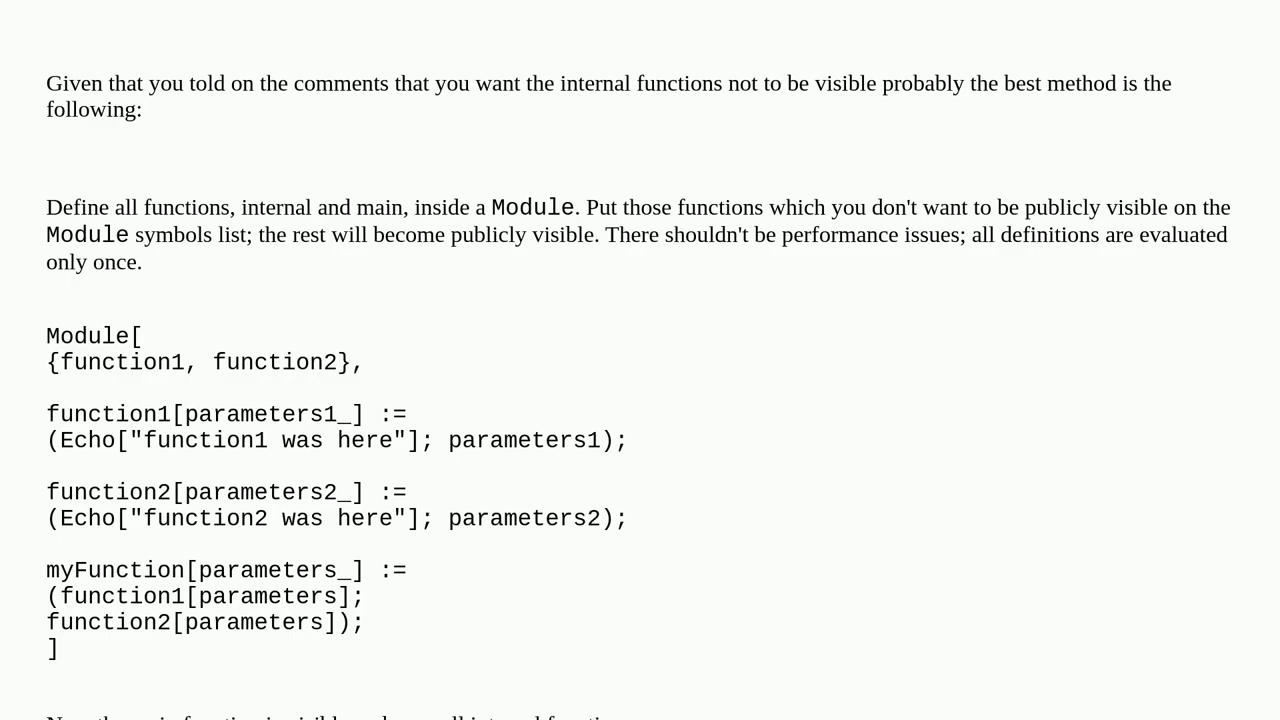 Given that you told on the comments that you want the internal functions not to be visible probably the best method is the
following:
Define all functions, internal and main, inside a Module. Put those functions which you don't want to be publicly visible on the
Module symbols list; the rest will become publicly visible. There shouldn't be performance issues; all definitions are evaluated
only once.
Module[
{function1, function2},
function1[parameters1_] :=
(Echo["function1 was here"]; parameters1);
function2[parameters2_] :=
(Echo["function2 was here"]; parameters2);
myFunction[parameters_] :=
(function1[parameters];
function2[parameters]);
]